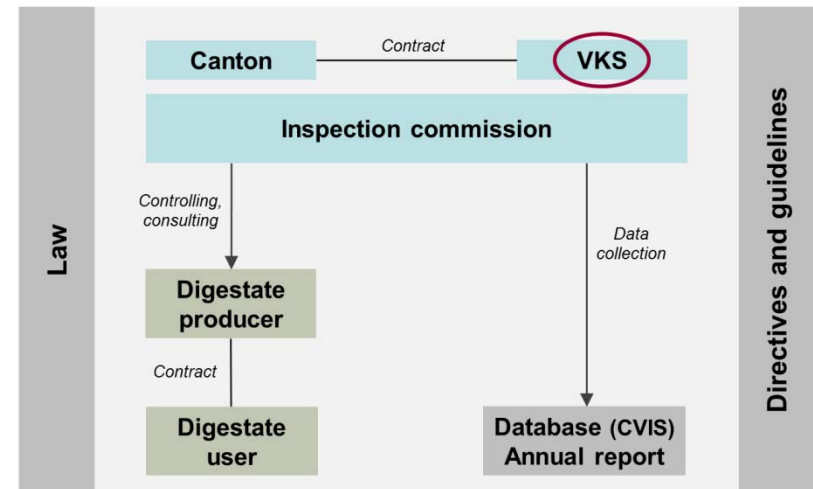 Law
Canton
Contract
VKS
Inspection commission
Controlling,
consulting
Data
collection
Digestate
producer
Contract
Digestate
user
Database (CVIS)
Annual report
Directives and guidelines